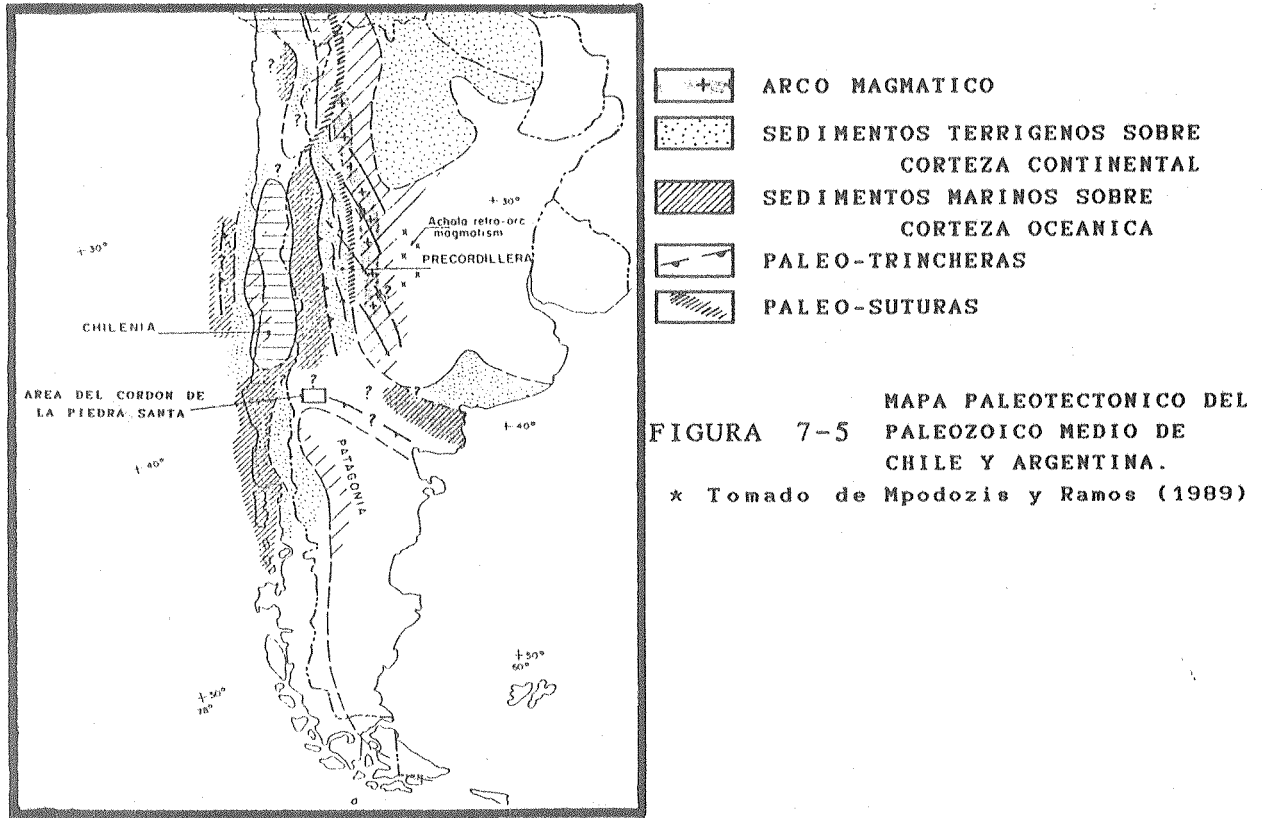 ARCO MAGMATICO
SEDIMENTOS TERRIGENOS SOBRE
CORTEZA CONTINENTAL
SEDIMENTOS MARINOS SOBRE
CORTEZA OCEANICA
PALEO-TRINCHERAS
PALEO-SUTURAS
MAPA PALEOTECTONICO DEL
FIGURA 7-5 PALEOZOICO MEDIO DE
CHILE Y ARGENTINA.
* Tomado de Mpodozis y Ramos (1989)
?
?
?
+30°
Achala retro-arc
magmatism
+30°
PRECORDILLERA
CHILENIA
?
?
?
?
?
?
AREA DEL CORDON DE
LA PIEDRA SANTA
+40°
+40°
PATAGONIA
+50°
60°
+50°
78°